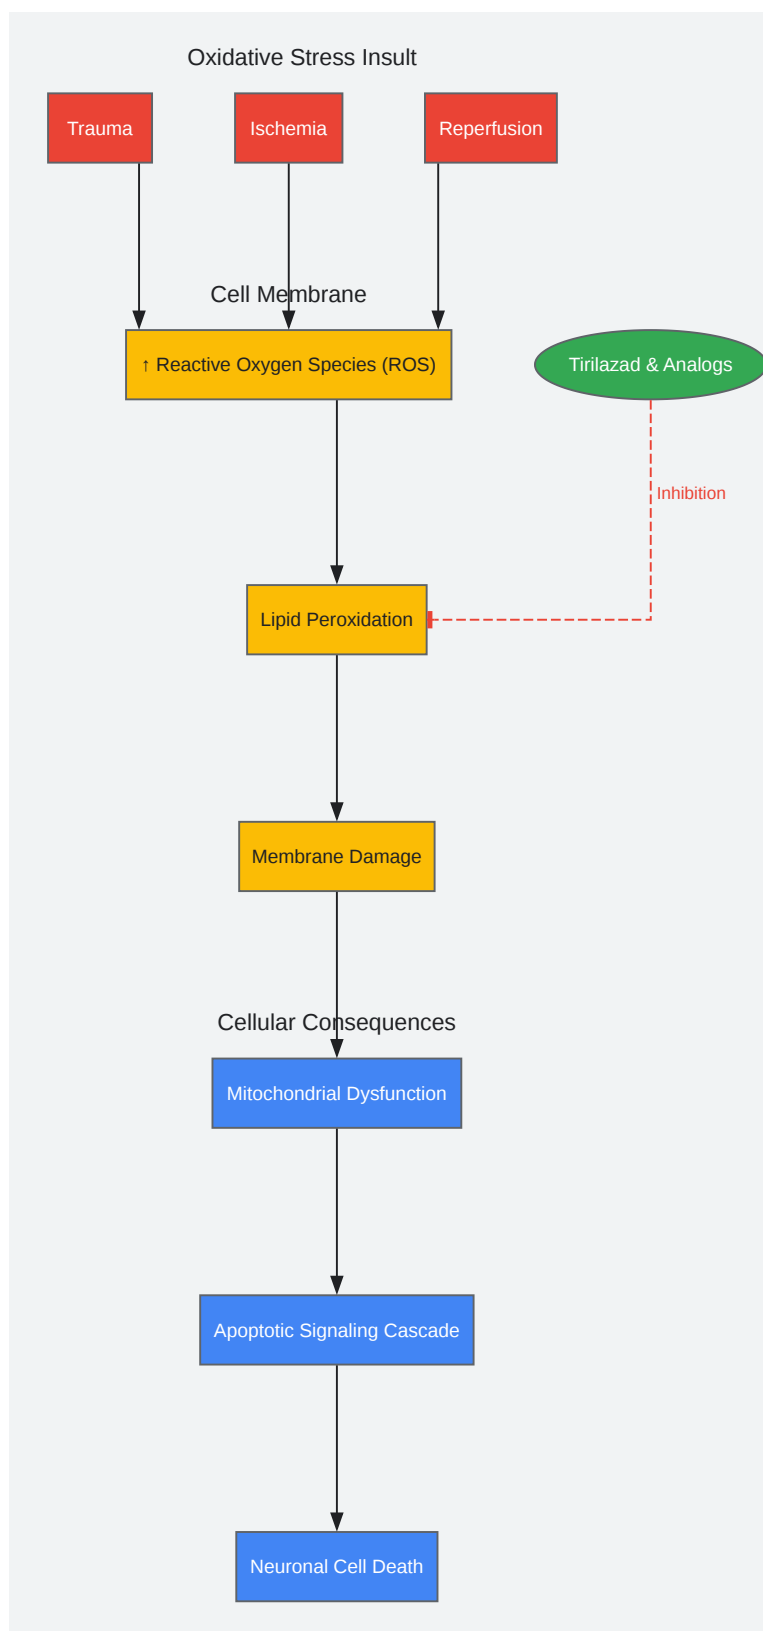 Oxidative Stress Insult
Trauma
Ischemia
Reperfusion
Cell Membrane
↑ Reactive Oxygen Species (ROS)
Tirilazad & Analogs
Inhibition
Lipid Peroxidation
Membrane Damage
Cellular Consequences
Mitochondrial Dysfunction
Apoptotic Signaling Cascade
Neuronal Cell Death